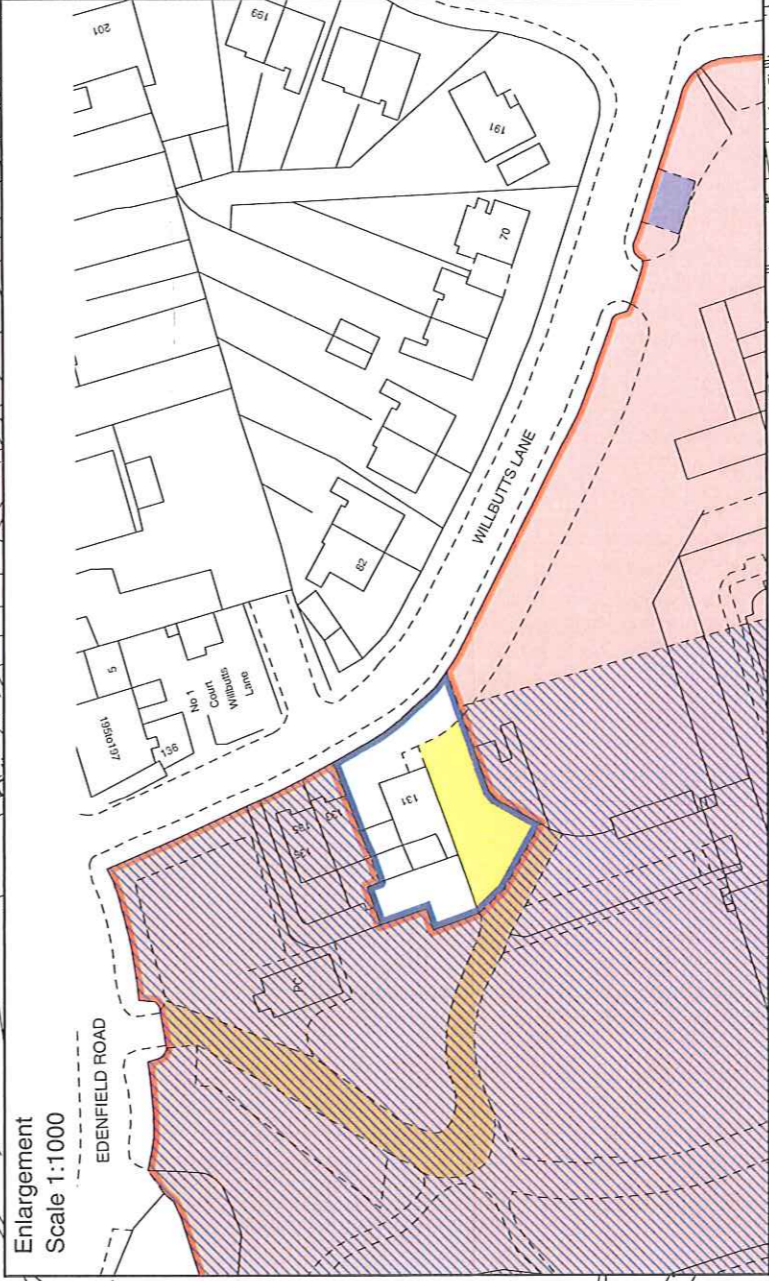 Enlargement
Scale 1:1000
EDENFIELD ROAD
201
193
191
70
5
136
No 1
Court
Willbutts
Lane
82
WILLBUTTS LANE
131
133
135
PC